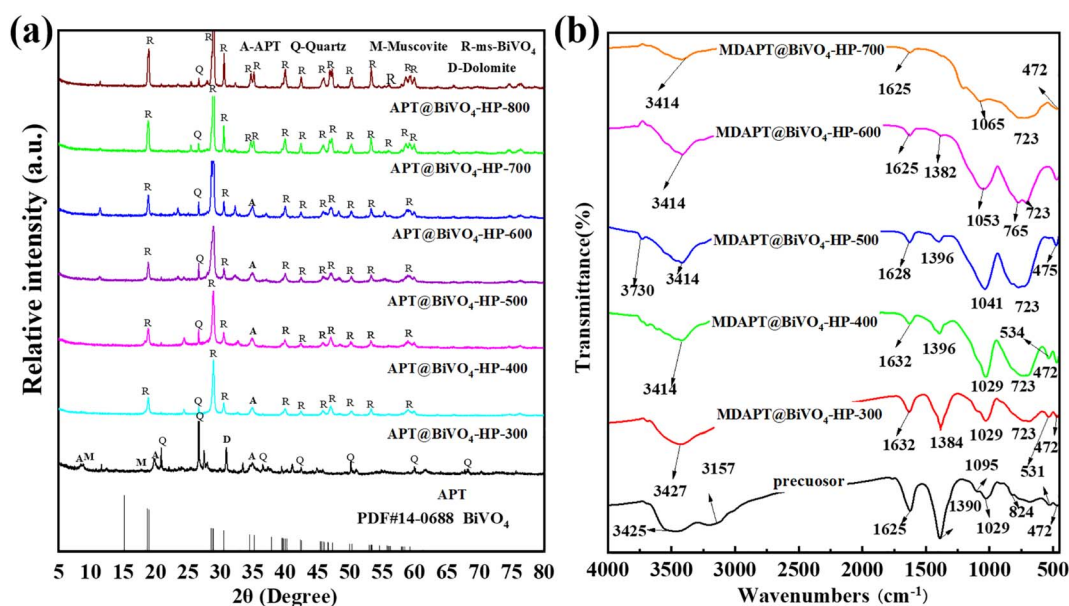 (a)
A-APT Q-Quartz M-Muscovite R-ms-BiVO₄
D-Dolomite
R Q R R R R R R R R R R R R R
APT@BiVO₄-HP-800
R Q R R R R R R R R R R R R R
APT@BiVO₄-HP-700
R Q R R A R R R R R R R
APT@BiVO₄-HP-600
R Q R R A R R R R R R R
APT@BiVO₄-HP-500
R Q R R A R R R R R R R
APT@BiVO₄-HP-400
R Q R R A R R R R R R R
APT@BiVO₄-HP-300
A M M A Q Q D A Q Q Q Q Q
APT
PDF#14-0688 BiVO₄
5 10 15 20 25 30 35 40 45 50 55 60 65 70 75 80
2θ (Degree)
Relative intensity (a.u.)
(b)
MDAPT@BiVO₄-HP-700
3414 1625 1065 723 472
MDAPT@BiVO₄-HP-600
3414 1625 1382 1053 765 723
MDAPT@BiVO₄-HP-500
3730 3414 1628 1396 1041 723 475
MDAPT@BiVO₄-HP-400
3414 1632 1396 1029 723 534 472
MDAPT@BiVO₄-HP-300
3427 1632 1384 1029 723 531 472
precuosor
3425 3157 1625 1390 1095 1029 824 472
4000 3500 3000 2500 2000 1500 1000 500
Wavenumbers (cm⁻¹)
Transmittance(%)